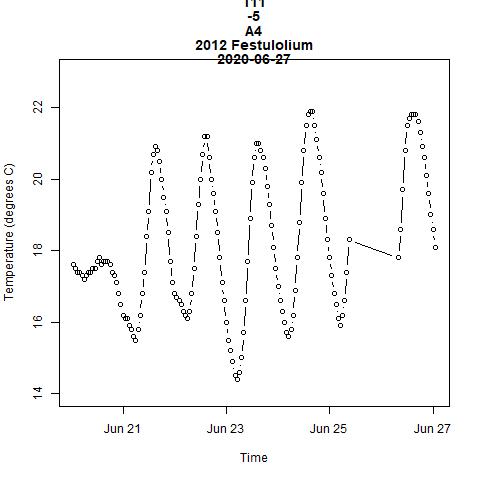 T11
-5
A4
2012 Festulolium
2020-06-27
Temperature (degrees C)
22
20
18
16
14
Jun 21 Jun 23 Jun 25 Jun 27
Time